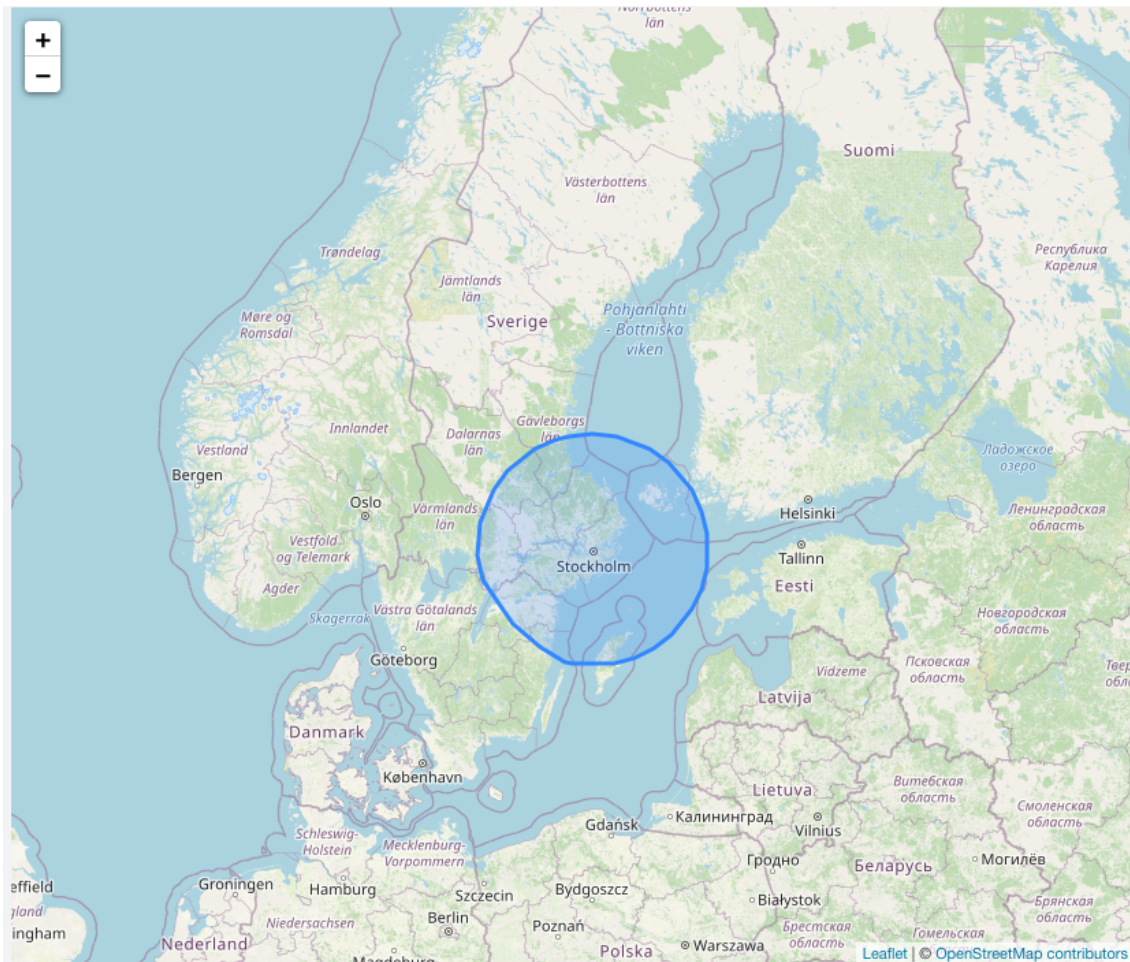 Norrbottens
län
+
−
Suomi
Västerbottens
län
Республика
Карелия
Trøndelag
Jämtlands
län
Pohjanlahti
- Bottniska
viken
Møre og
Romsdal
Sverige
Gävleborgs
län
Innlandet
Dalarnas
län
Vestland
Ладожское
озеро
Bergen
Oslo
Värmlands
län
Helsinki
Ленинградская
область
Vestfold
og Telemark
Stockholm
Tallinn
Eesti
Agder
Skagerrak
Västra Götalands
län
Новгородская
область
Göteborg
Vidzeme
Псковская
область
Latvija
Danmark
København
Lietuva
Витебская
область
Смоленская
область
Gdańsk
Калининград
Vilnius
Schleswig-
Holstein
Mecklenburg-
Vorpommern
Гродно
Беларусь
Могилёв
effield
Groningen
Hamburg
Szczecin
Bydgoszcz
Białystok
Брянская
область
gland
ingham
Niedersachsen
Berlin
Poznań
Брестская
область
Гомельская
Nederland
Magdeburg
Polska
Warszawa
Leaflet | © OpenStreetMap contributors